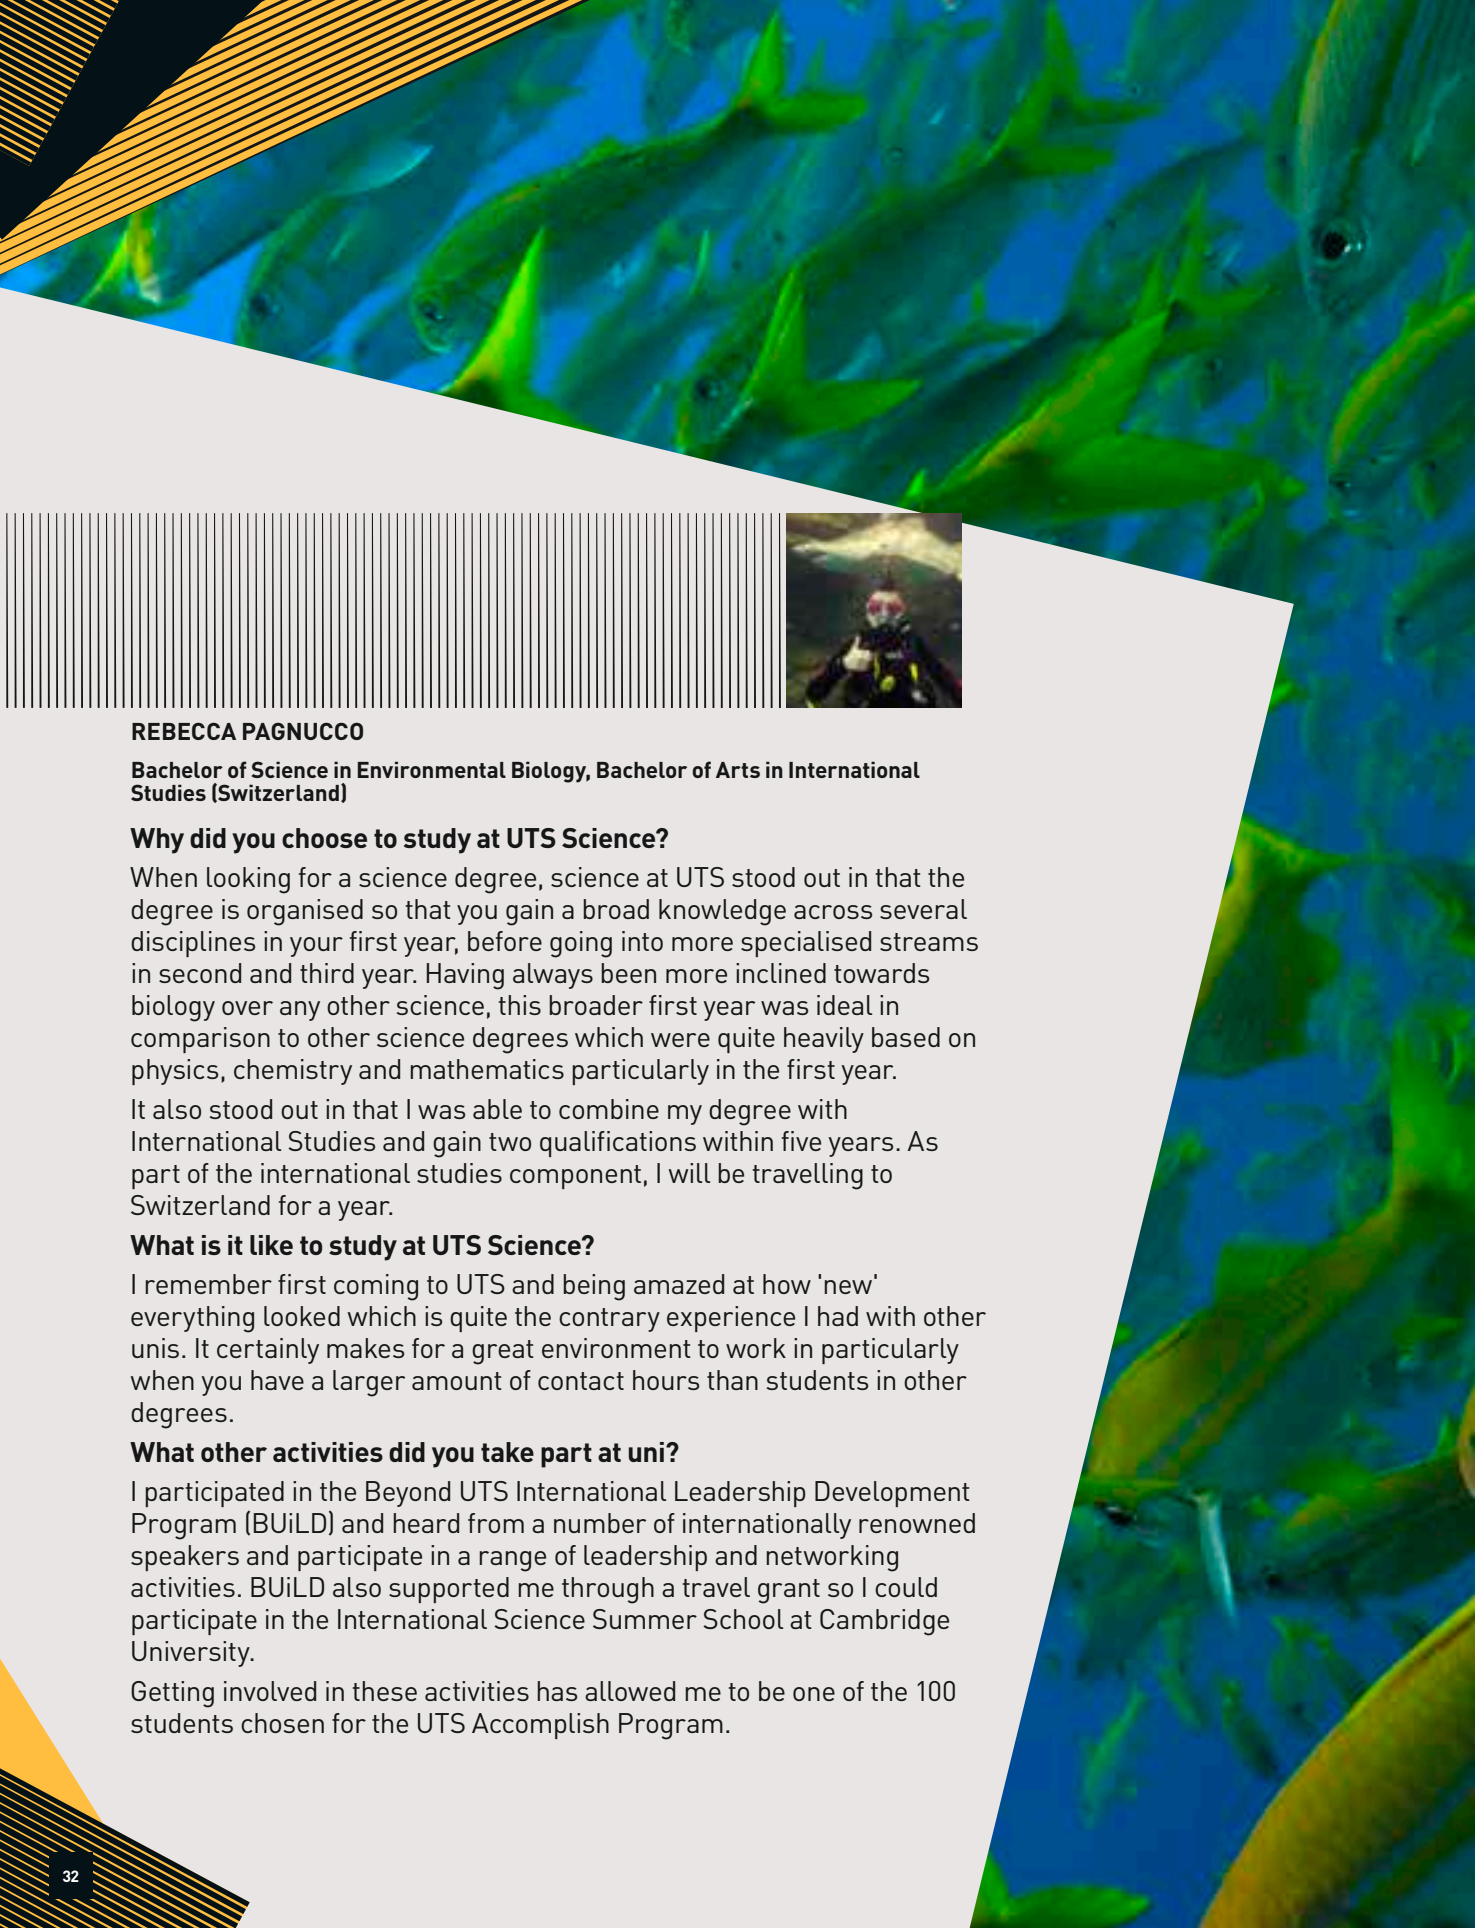 REBECCA PAGNUCCO
Bachelor of Science in Environmental Biology, Bachelor of Arts in International
Studies (Switzerland)
Why did you choose to study at UTS Science?
When looking for a science degree, science at UTS stood out in that the
degree is organised so that you gain a broad knowledge across several
disciplines in your first year, before going into more specialised streams
in second and third year. Having always been more inclined towards
biology over any other science, this broader first year was ideal in
comparison to other science degrees which were quite heavily based on
physics, chemistry and mathematics particularly in the first year.
It also stood out in that I was able to combine my degree with
International Studies and gain two qualifications within five years. As
part of the international studies component, I will be travelling to
Switzerland for a year.
What is it like to study at UTS Science?
I remember first coming to UTS and being amazed at how 'new'
everything looked which is quite the contrary experience I had with other
unis. It certainly makes for a great environment to work in particularly
when you have a larger amount of contact hours than students in other
degrees.
What other activities did you take part at uni?
I participated in the Beyond UTS International Leadership Development
Program (BUiLD) and heard from a number of internationally renowned
speakers and participate in a range of leadership and networking
activities. BUiLD also supported me through a travel grant so I could
participate in the International Science Summer School at Cambridge
University.
Getting involved in these activities has allowed me to be one of the 100
students chosen for the UTS Accomplish Program.
32